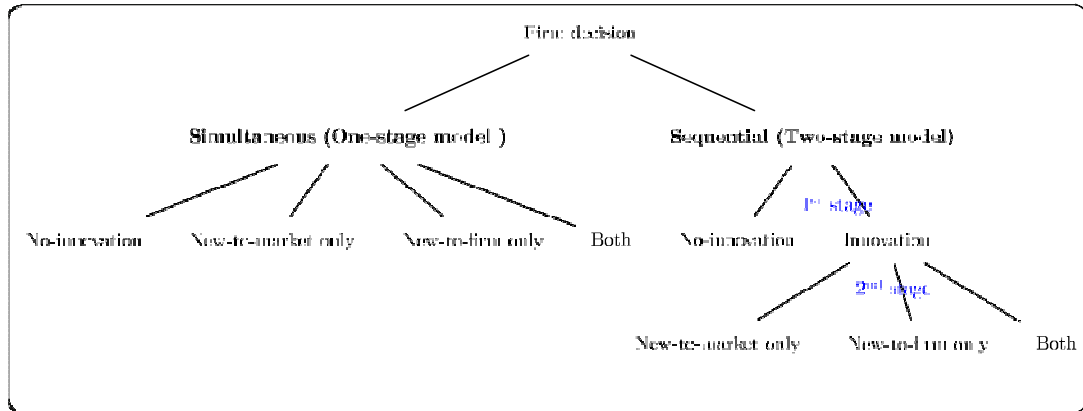 Firm decision
Simultaneous (One-stage model )
Sequential (Two-stage model)
1st stage
No-innovation
New-to-market only
New-to-firm only
Both
No-innovation
Innovation
2nd stage
New-to-market only
New-to-firm only
Both